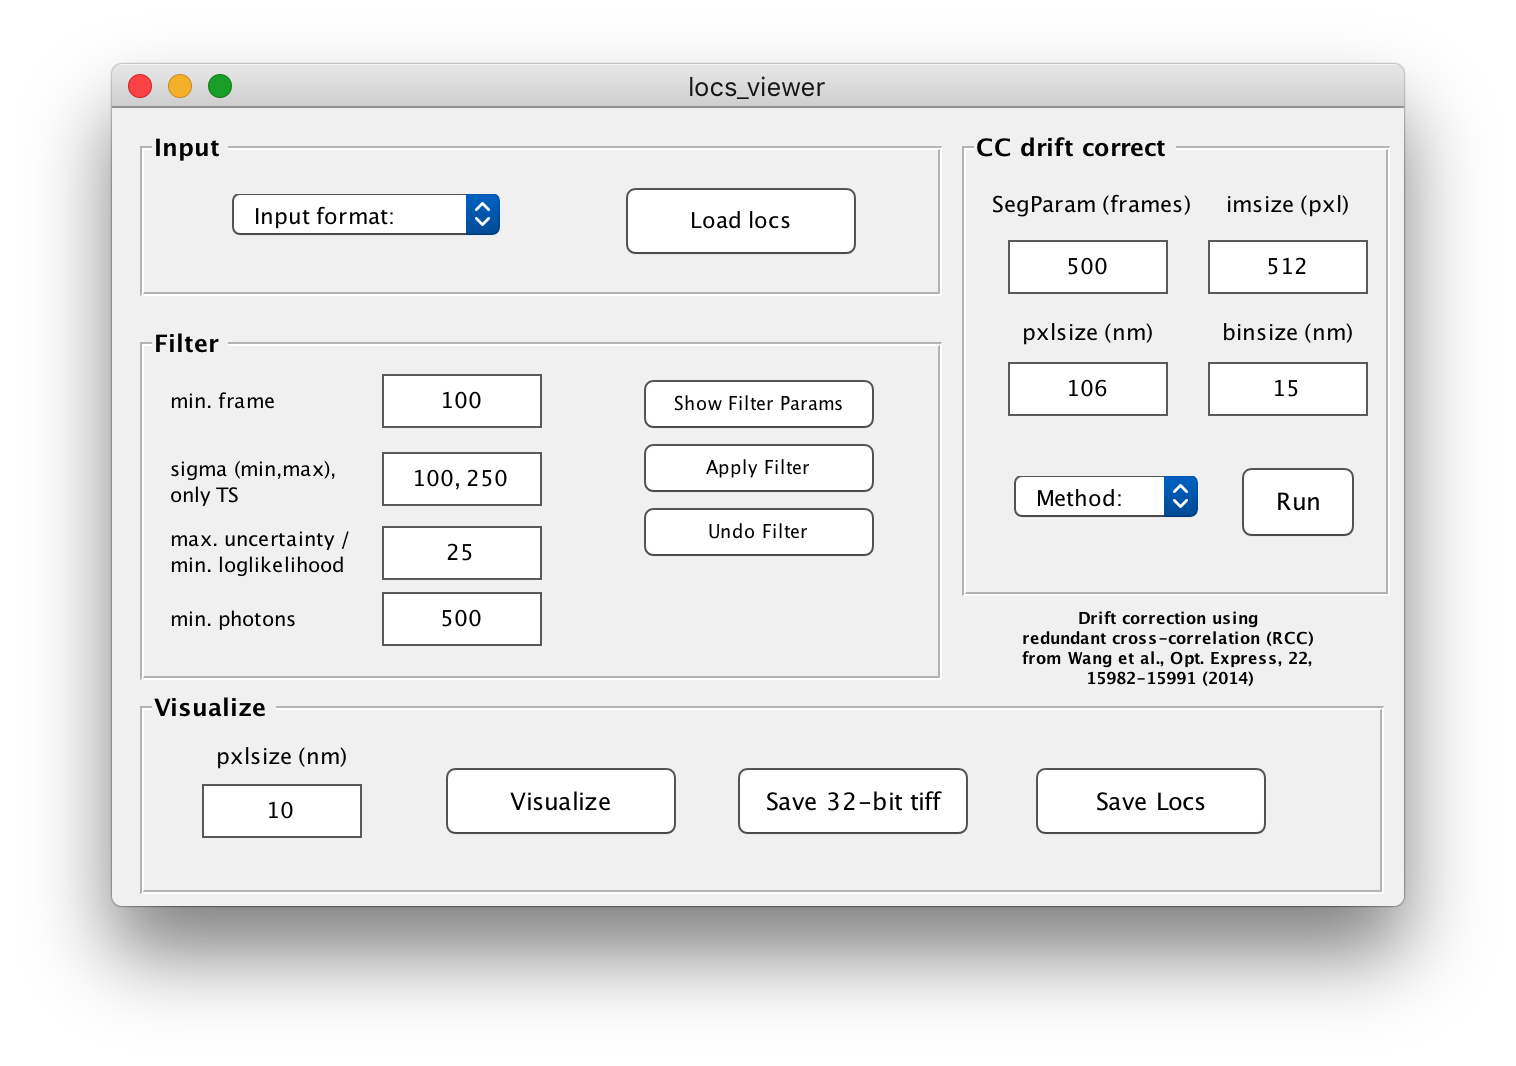 locs_viewer
Input
Input format:
Load locs
Filter
min. frame
100
sigma (min,max),
only TS
100, 250
max. uncertainty /
min. loglikelihood
25
min. photons
500
Show Filter Params
Apply Filter
Undo Filter
CC drift correct
SegParam (frames)
imsize (pxl)
500
512
pxlsize (nm)
binsize (nm)
106
15
Method:
Run
Drift correction using
redundant cross-correlation (RCC)
from Wang et al., Opt. Express, 22,
15982-15991 (2014)
Visualize
pxlsize (nm)
10
Visualize
Save 32-bit tiff
Save Locs